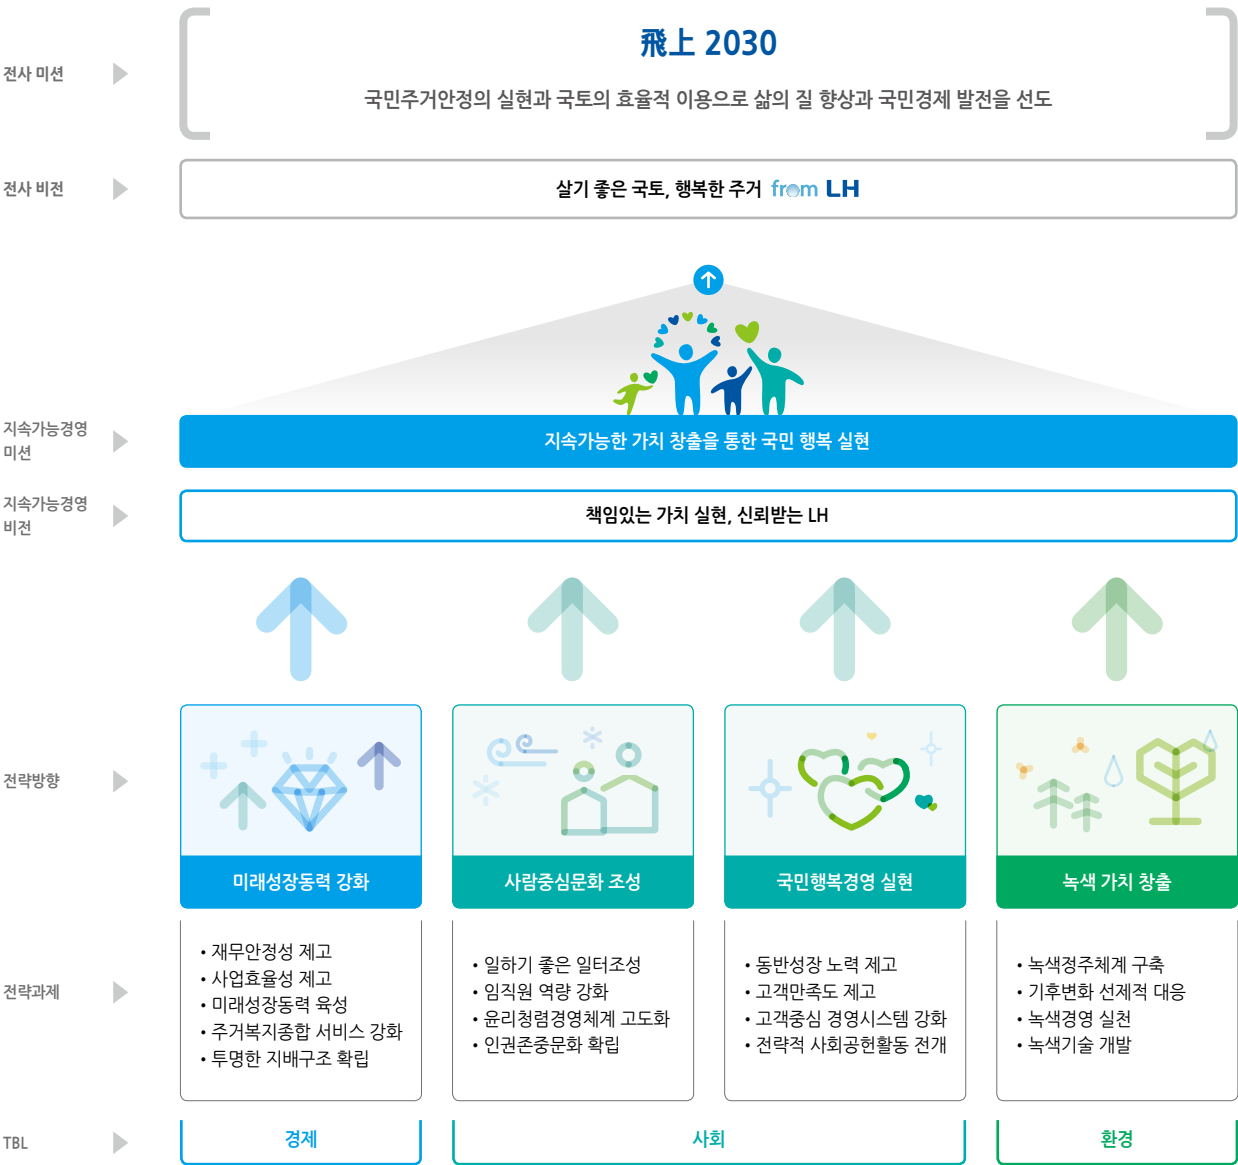 전사 미션
飛上 2030
국민주거안정의 실현과 국토의 효율적 이용으로 삶의 질 향상과 국민경제 발전을 선도
전사 비전
살기 좋은 국토, 행복한 주거 from LH
지속가능경영
미션
지속가능한 가치 창출을 통한 국민 행복 실현
지속가능경영
비전
책임있는 가치 실현, 신뢰받는 LH
전략방향
미래성장동력 강화
사람중심문화 조성
국민행복경영 실현
녹색 가치 창출
전략과제
• 재무안정성 제고
• 사업효율성 제고
• 미래성장동력 육성
• 주거복지종합 서비스 강화
• 투명한 지배구조 확립
• 일하기 좋은 일터조성
• 임직원 역량 강화
• 윤리청렴경영체계 고도화
• 인권존중문화 확립
• 동반성장 노력 제고
• 고객만족도 제고
• 고객중심 경영시스템 강화
• 전략적 사회공헌활동 전개
• 녹색정주체계 구축
• 기후변화 선제적 대응
• 녹색경영 실천
• 녹색기술 개발
TBL
경제
사회
환경